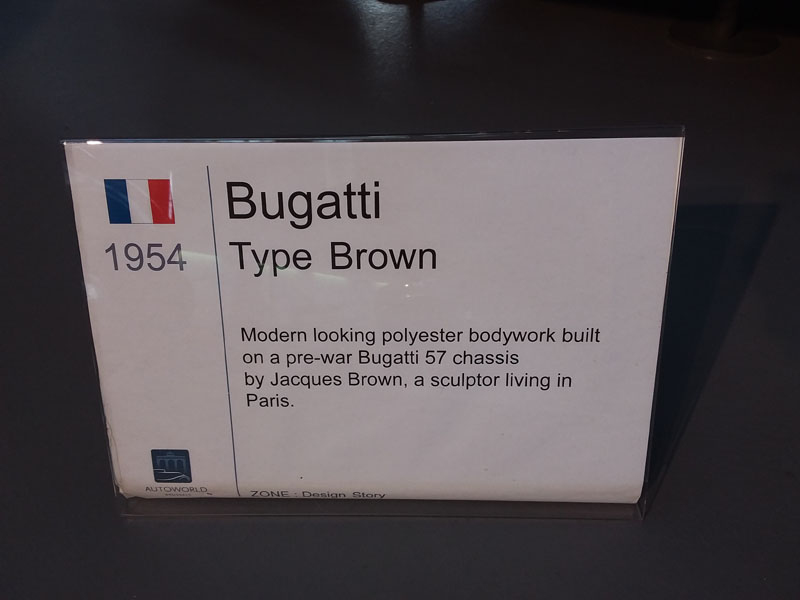 1954
Bugatti
Type Brown
Modern looking polyester bodywork built
on a pre-war Bugatti 57 chassis
by Jacques Brown, a sculptor living in
Paris.
AUTOWORLD
ZONE : Design Story